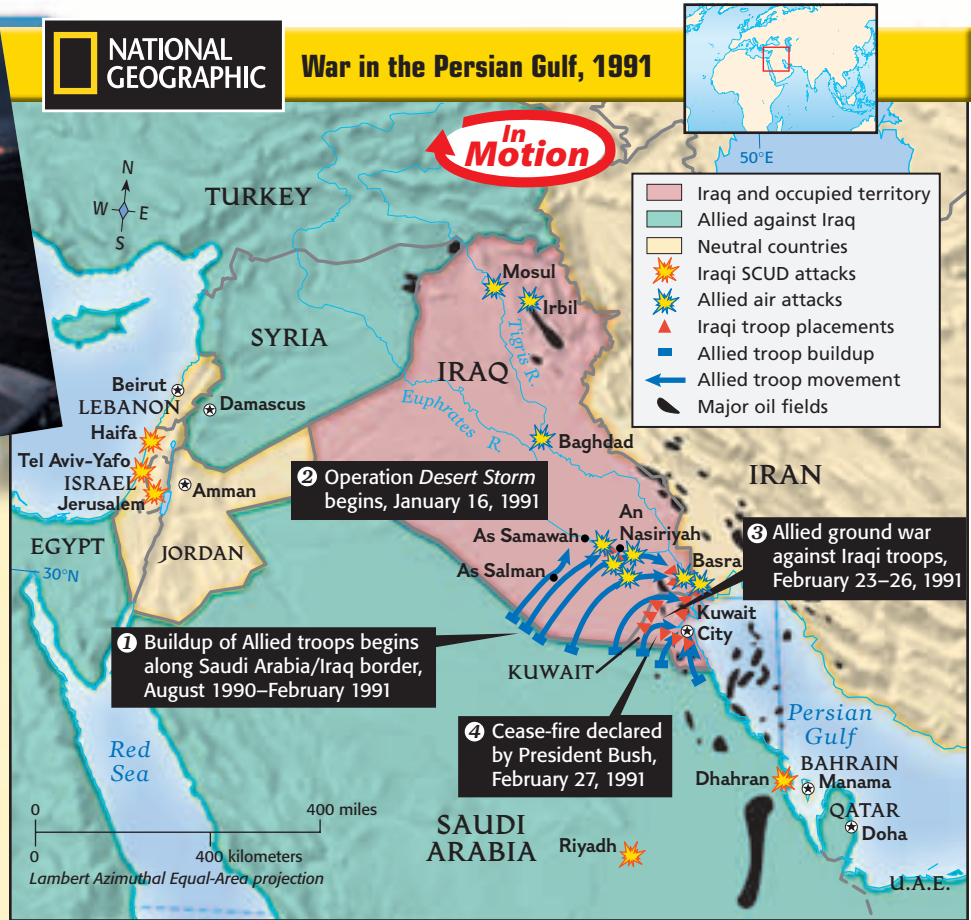 NATIONAL
GEOGRAPHIC
War in the Persian Gulf, 1991
In
Motion
50°E
Iraq and occupied territory
Allied against Iraq
Neutral countries
Iraqi SCUD attacks
Allied air attacks
Iraqi troop placements
Allied troop buildup
Allied troop movement
Major oil fields
N
W E
S
TURKEY
Mosul
Irbil
SYRIA
Tigris R.
IRAQ
Beirut
LEBANON
Damascus
Euphrates R.
Haifa
Baghdad
Tel Aviv-Yafo
ISRAEL
Jerusalem
Amman
IRAN
❷ Operation Desert Storm
begins, January 16, 1991
An
Nasiriyah
As Samawah
As Salman
Basra
❸ Allied ground war
against Iraqi troops,
February 23–26, 1991
EGYPT
JORDAN
30°N
Kuwait
City
❶ Buildup of Allied troops begins
along Saudi Arabia/Iraq border,
August 1990–February 1991
KUWAIT
❹ Cease-fire declared
by President Bush,
February 27, 1991
Persian
Gulf
Red
Sea
Dhahran
BAHRAIN
Manama
QATAR
Doha
0 400 miles
0 400 kilometers
Lambert Azimuthal Equal-Area projection
SAUDI
ARABIA
Riyadh
U.A.E.